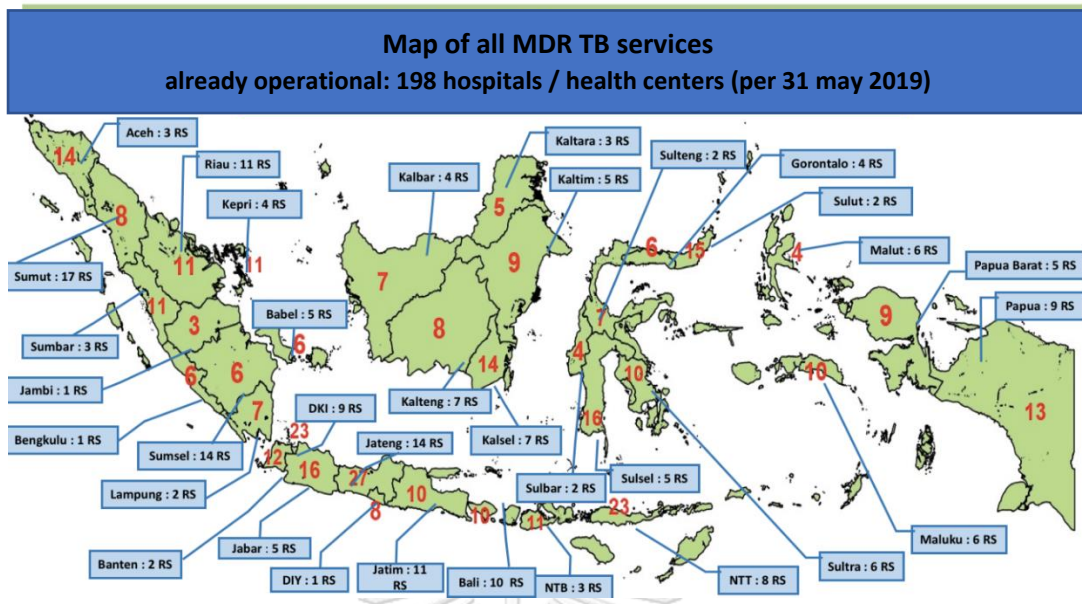 Map of all MDR TB services
already operational: 198 hospitals / health centers (per 31 may 2019)
Aceh : 3 RS
Riau : 11 RS
Kepri : 4 RS
Kalbar : 4 RS
Kaltara : 3 RS
Kaltim : 5 RS
Sulteng : 2 RS
Gorontalo : 4 RS
Sulut : 2 RS
Malut : 6 RS
Papua Barat : 5 RS
Papua : 9 RS
14
8
11
11
5
9
7
6
15
4
9
Sumut : 17 RS
11
3
Babel : 5 RS
6
8
7
4
10
10
13
Sumbar : 3 RS
Jambi : 1 RS
6
6
14
Bengkulu : 1 RS
7
Sumsel : 14 RS
DKI : 9 RS
23
Jateng : 14 RS
Kalteng : 7 RS
Kalsel : 7 RS
16
Lampung : 2 RS
12
16
27
10
Sulbar : 2 RS
Sulsel : 5 RS
23
8
10
11
Banten : 2 RS
Jabar : 5 RS
DIY : 1 RS
Jatim : 11
RS
Bali : 10 RS
NTB : 3 RS
NTT : 8 RS
Sultra : 6 RS
Maluku : 6 RS